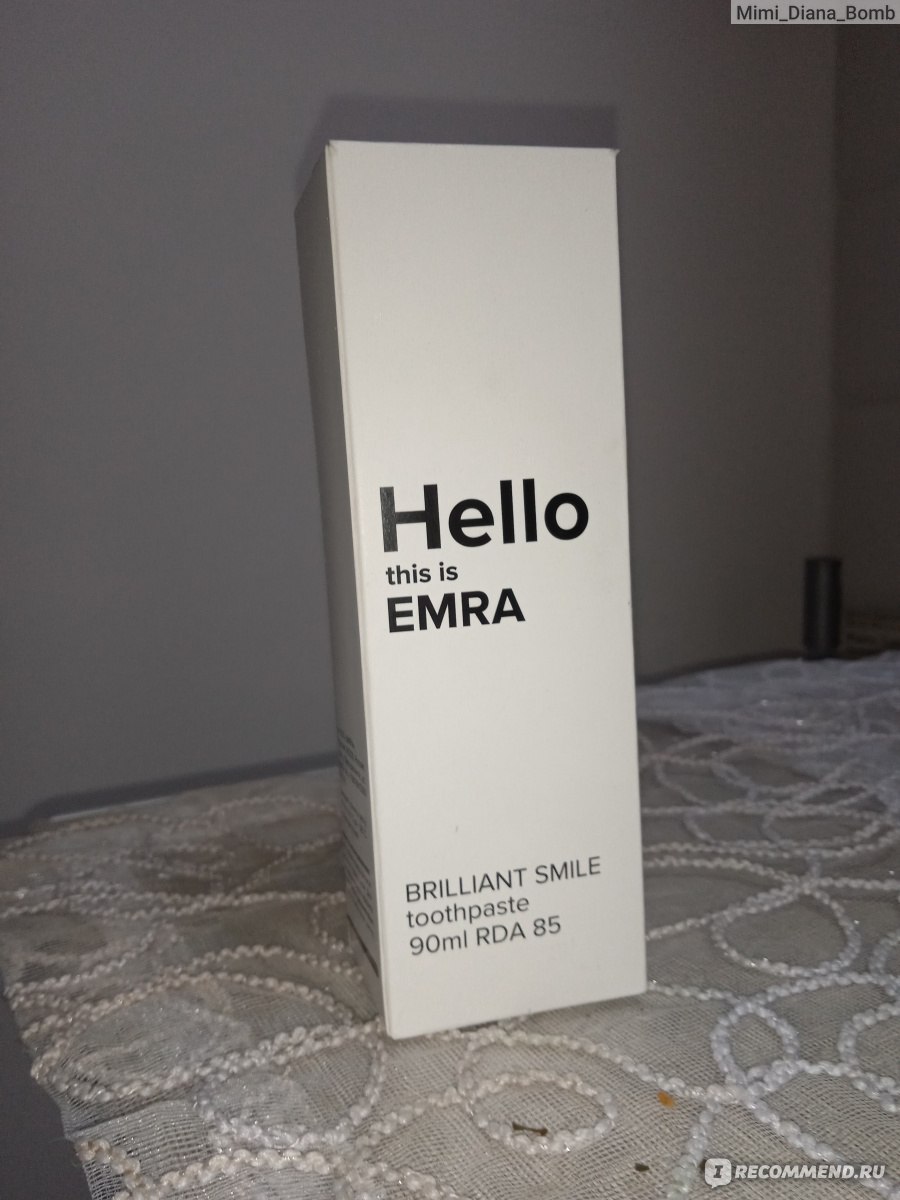 Mimi_Diana_Bomb
Hello
this is
EMRA
BRILLIANT SMILE
toothpaste
90ml RDA 85
IRECOMMEND.RU